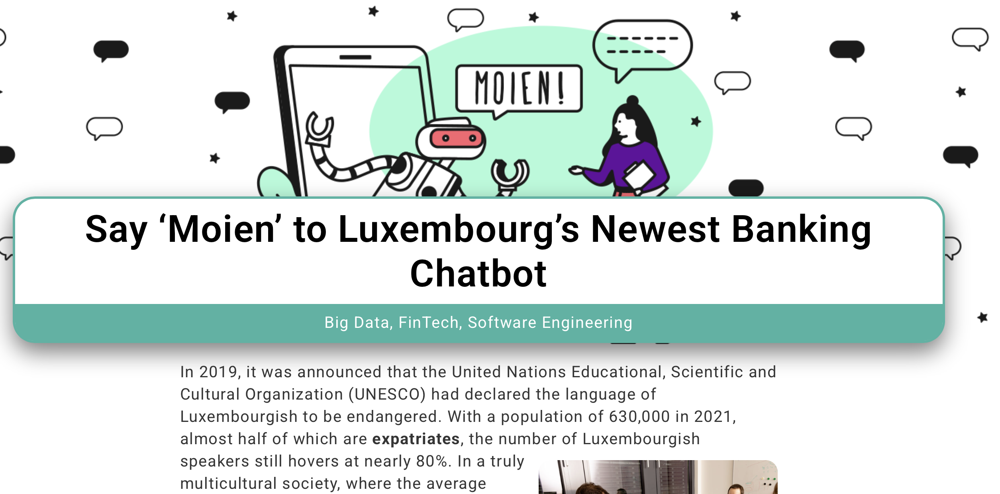 MOIEN!
Say ‘Moien’ to Luxembourg’s Newest Banking
Chatbot
Big Data, FinTech, Software Engineering
In 2019, it was announced that the United Nations Educational, Scientific and
Cultural Organization (UNESCO) had declared the language of
Luxembourgish to be endangered. With a population of 630,000 in 2021,
almost half of which are expatriates, the number of Luxembourgish
speakers still hovers at nearly 80%. In a truly
multicultural society, where the average